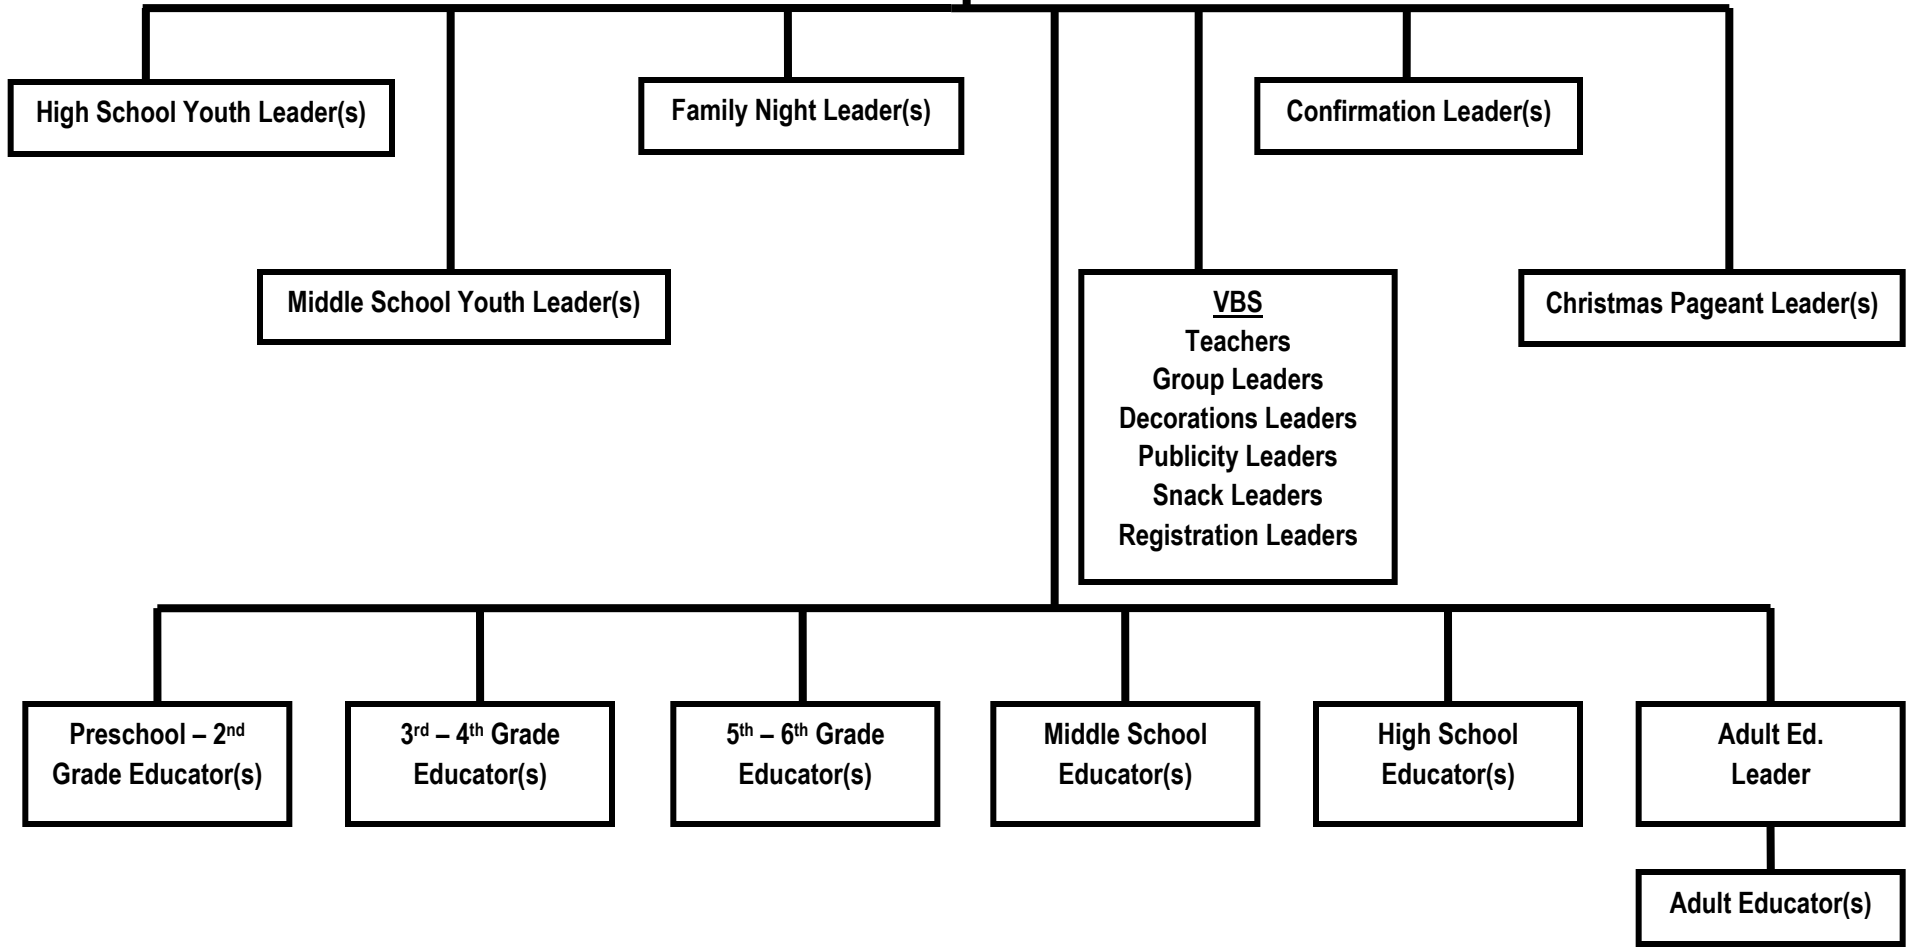 High School Youth Leader(s)
Family Night Leader(s)
Confirmation Leader(s)
Middle School Youth Leader(s)
VBS
Teachers
Group Leaders
Decorations Leaders
Publicity Leaders
Snack Leaders
Registration Leaders
Christmas Pageant Leader(s)
Preschool – 2nd
Grade Educator(s)
3rd – 4th Grade
Educator(s)
5th – 6th Grade
Educator(s)
Middle School
Educator(s)
High School
Educator(s)
Adult Ed.
Leader
Adult Educator(s)